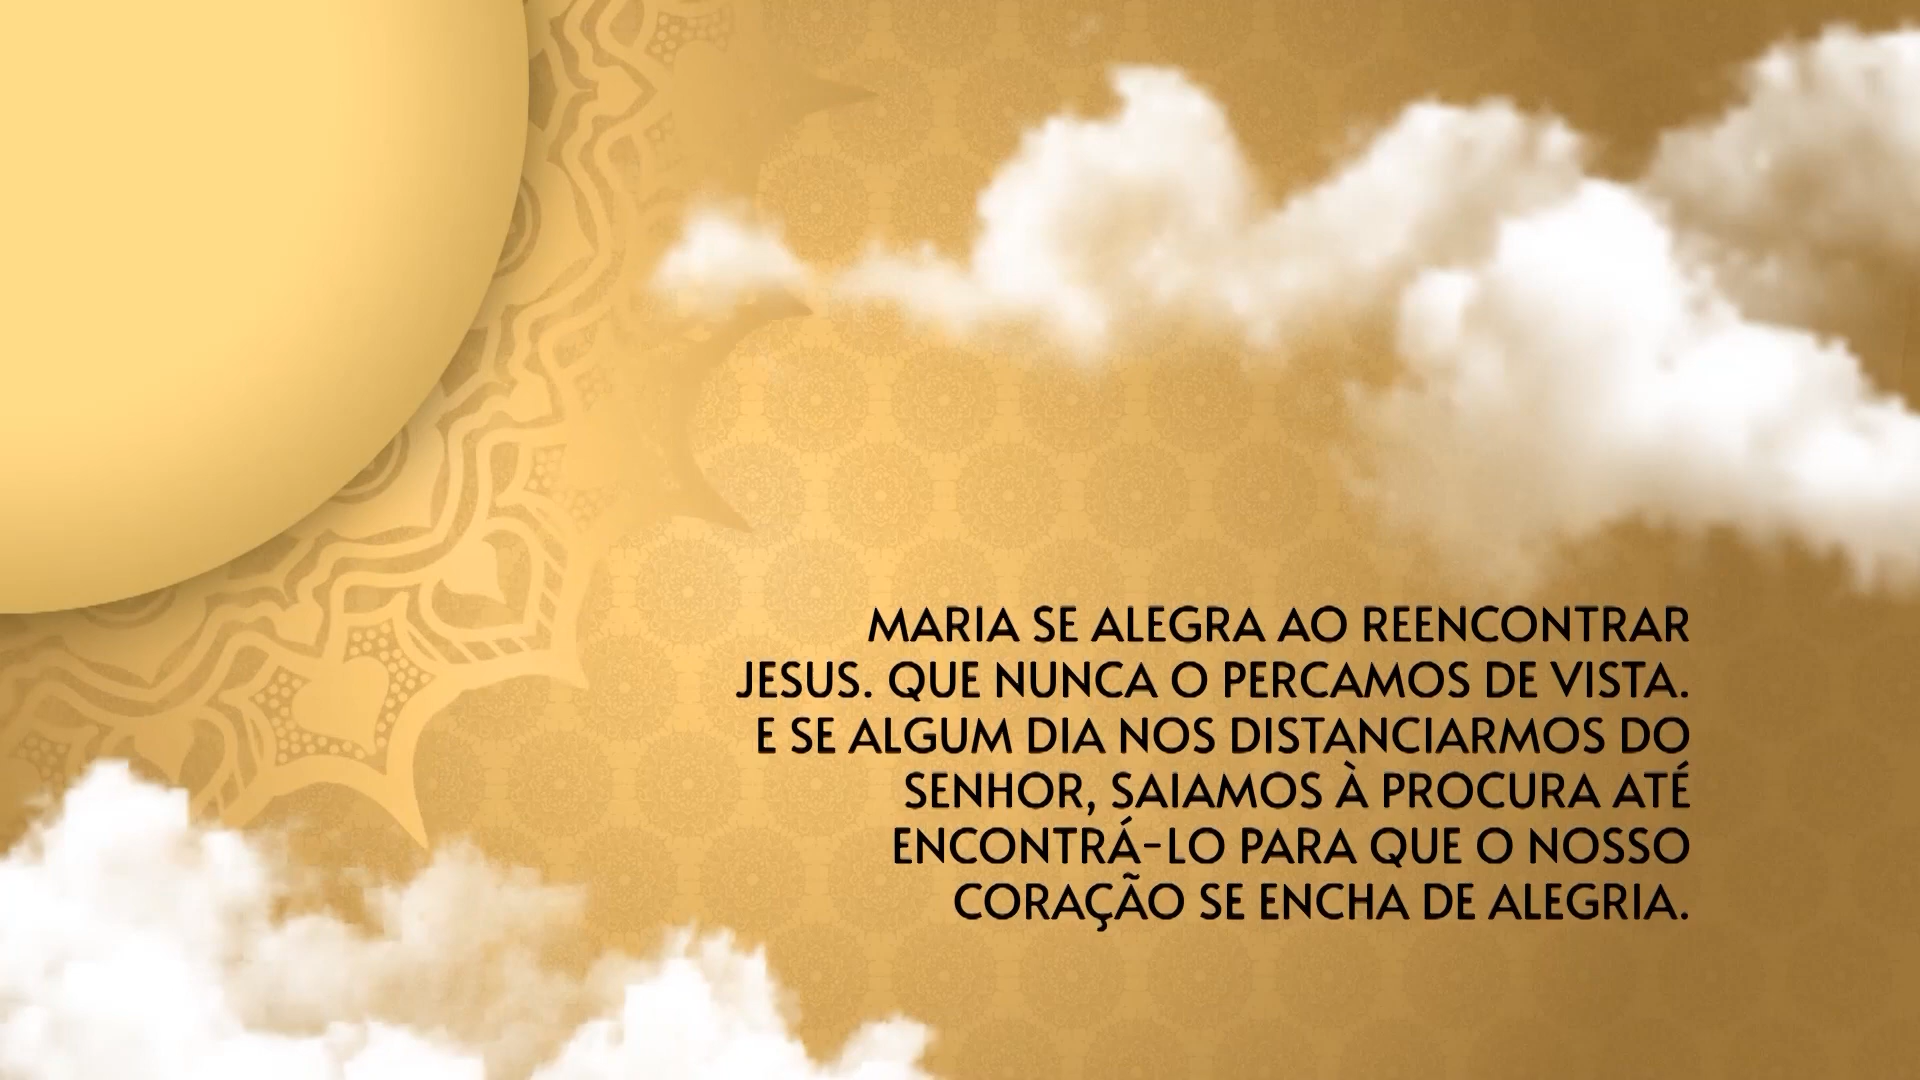 MARIA SE ALEGRA AO REENCONTRAR
JESUS. QUE NUNCA O PERCAMOS DE VISTA.
E SE ALGUM DIA NOS DISTANCIARMOS DO
SENHOR, SAIAMOS À PROCURA ATÉ
ENCONTRÁ-LO PARA QUE O NOSSO
CORAÇÃO SE ENCHA DE ALEGRIA.